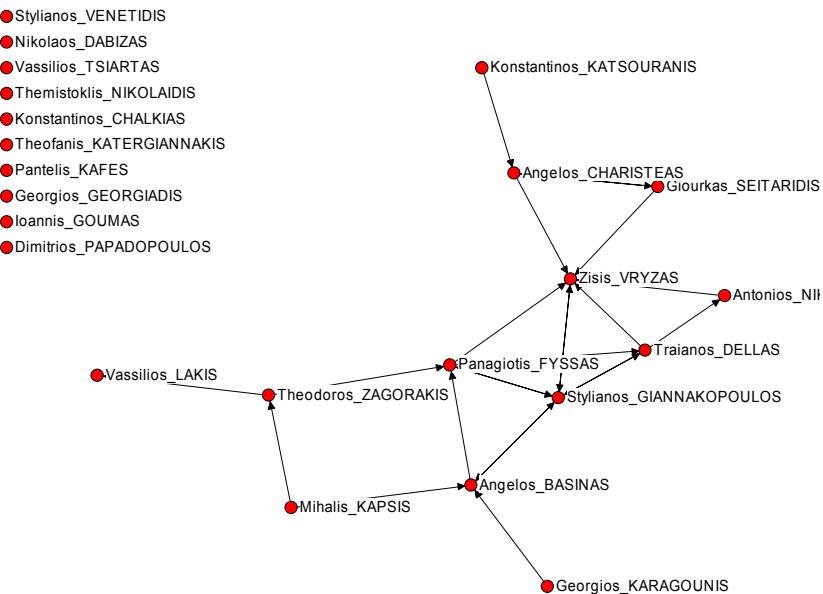 Stylianos_VENETIDIS
Nikolaos_DABIZAS
Vassilios_TSIARTAS
Themistoklis_NIKOLAIDIS
Konstantinos_CHALKIAS
Theofanis_KATERGIANNAKIS
Pantelis_KAFES
Georgios_GEORGIADIS
Ioannis_GOUMAS
Dimitrios_PAPADOPOULOS
Konstantinos_KATSOURANIS
Angelos_CHARISTEAS
Giourkas_SEITARIDIS
Zisis_VRYZAS
Traianos_DELLAS
Panagiotis_FYSSAS
Vassilios_LAKIS
Theodoros_ZAGORAKIS
Stylianos_GIANNAKOPOULOS
Angelos_BASINAS
Mihalis_KAPSIS
Georgios_KARAGOUNIS